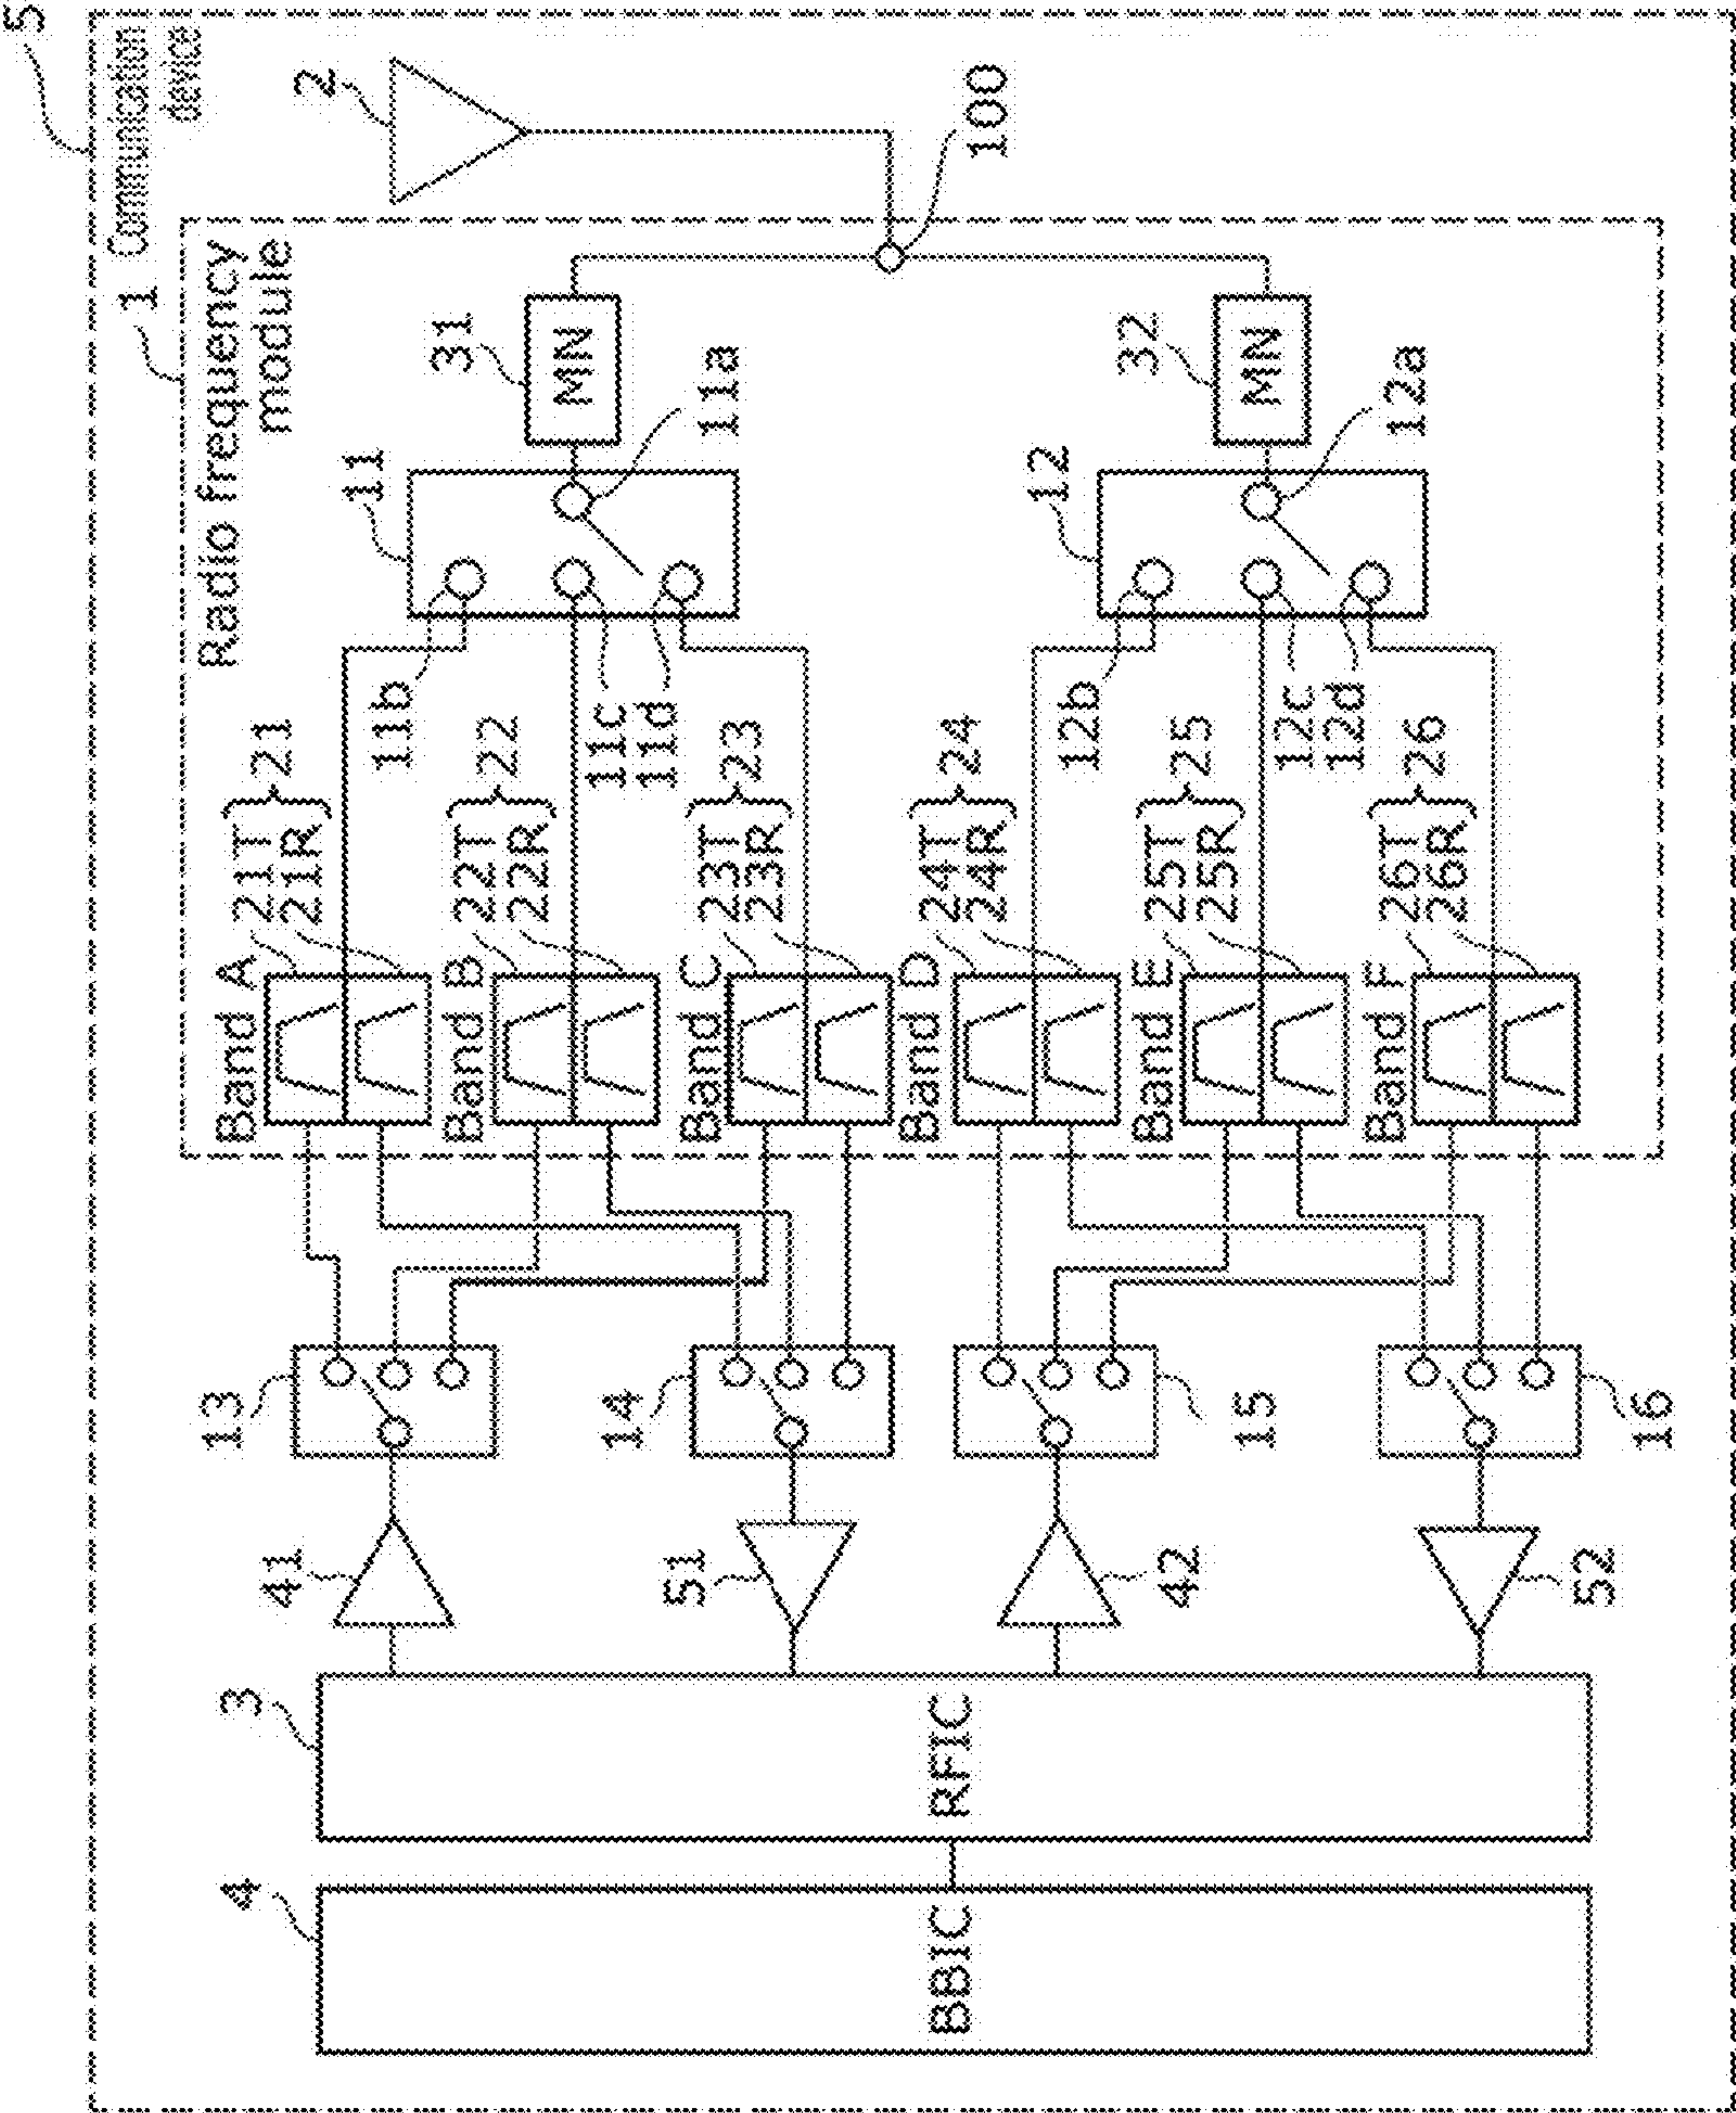 5
Communication
device
1
Radio frequency
module
2
100
31
MN
11
11a
11b
11c
11d
32
MN
12
12a
12b
12c
12d
Band A
21T
21R
21
Band B
22T
22R
22
Band C
23T
23R
23
Band D
24T
24R
24
Band E
25T
25R
25
Band F
26T
26R
26
13
14
15
16
41
51
42
52
3
RFIC
4
BBIC